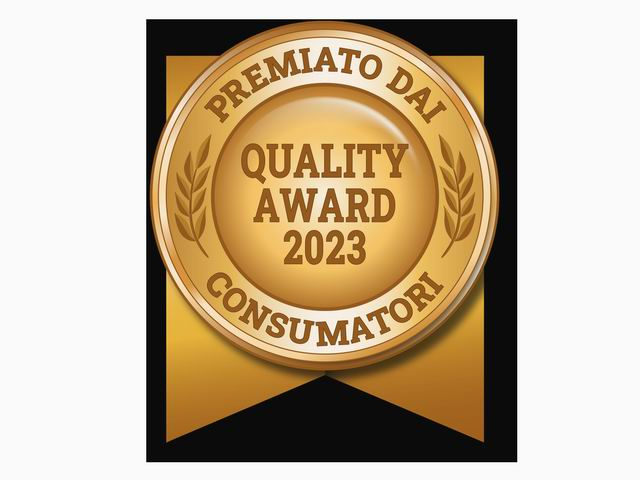 PREMIATO DAI
QUALITY
AWARD
2023
CONSUMATORI